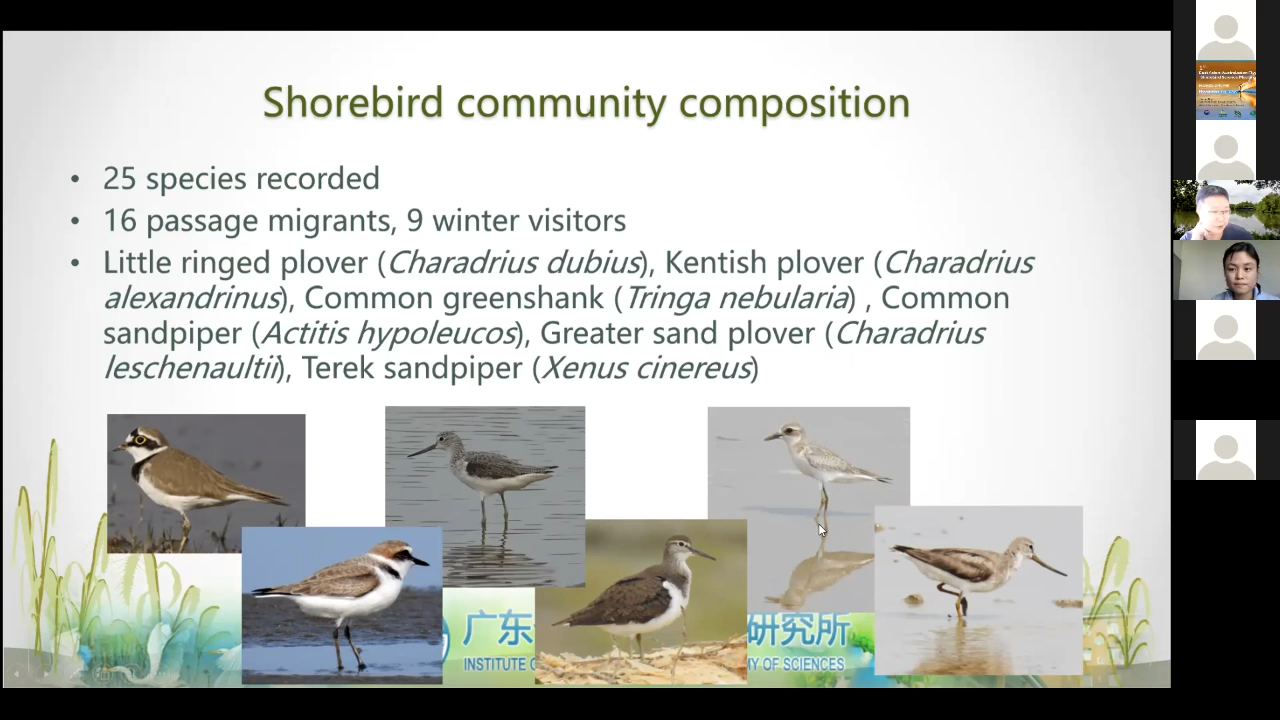 Shorebird community composition
• 25 species recorded
• 16 passage migrants, 9 winter visitors
• Little ringed plover (Charadrius dubius), Kentish plover (Charadrius
alexandrinus), Common greenshank (Tringa nebularia) , Common
sandpiper (Actitis hypoleucos), Greater sand plover (Charadrius
leschenaultii), Terek sandpiper (Xenus cinereus)
广东 研究所
INSTITUTE OF SCIENCES